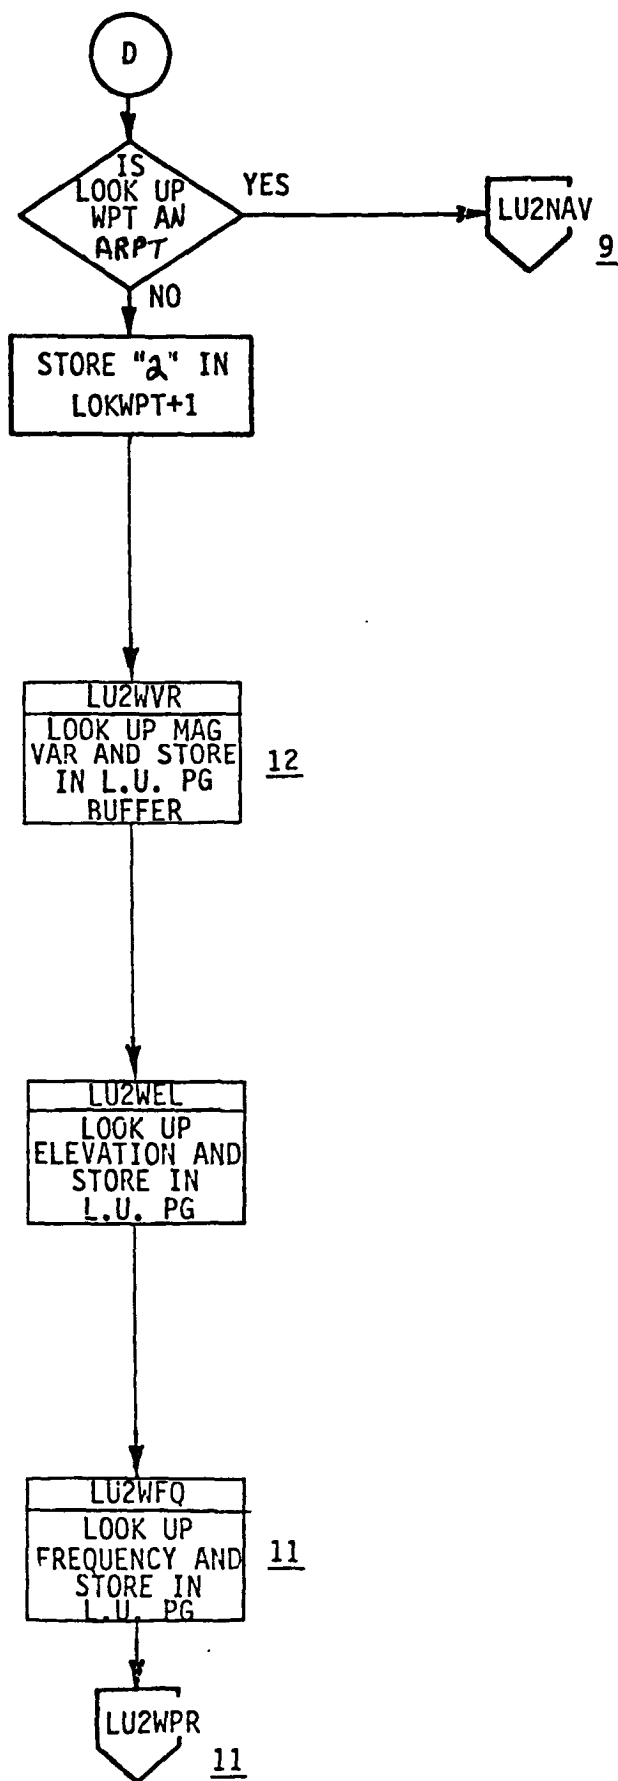 D
IS
LOOK UP
WPT AN
ARPT
YES
LU2NAV
9
NO
STORE "2" IN
LOKWPT+1
LU2WVR
LOOK UP MAG
VAR AND STORE
IN L.U. PG
BUFFER
12
LU2WEL
LOOK UP
ELEVATION AND
STORE IN
L.U. PG
LU2WFQ
LOOK UP
FREQUENCY AND
STORE IN
L.U. PG
11
LU2WPR
11